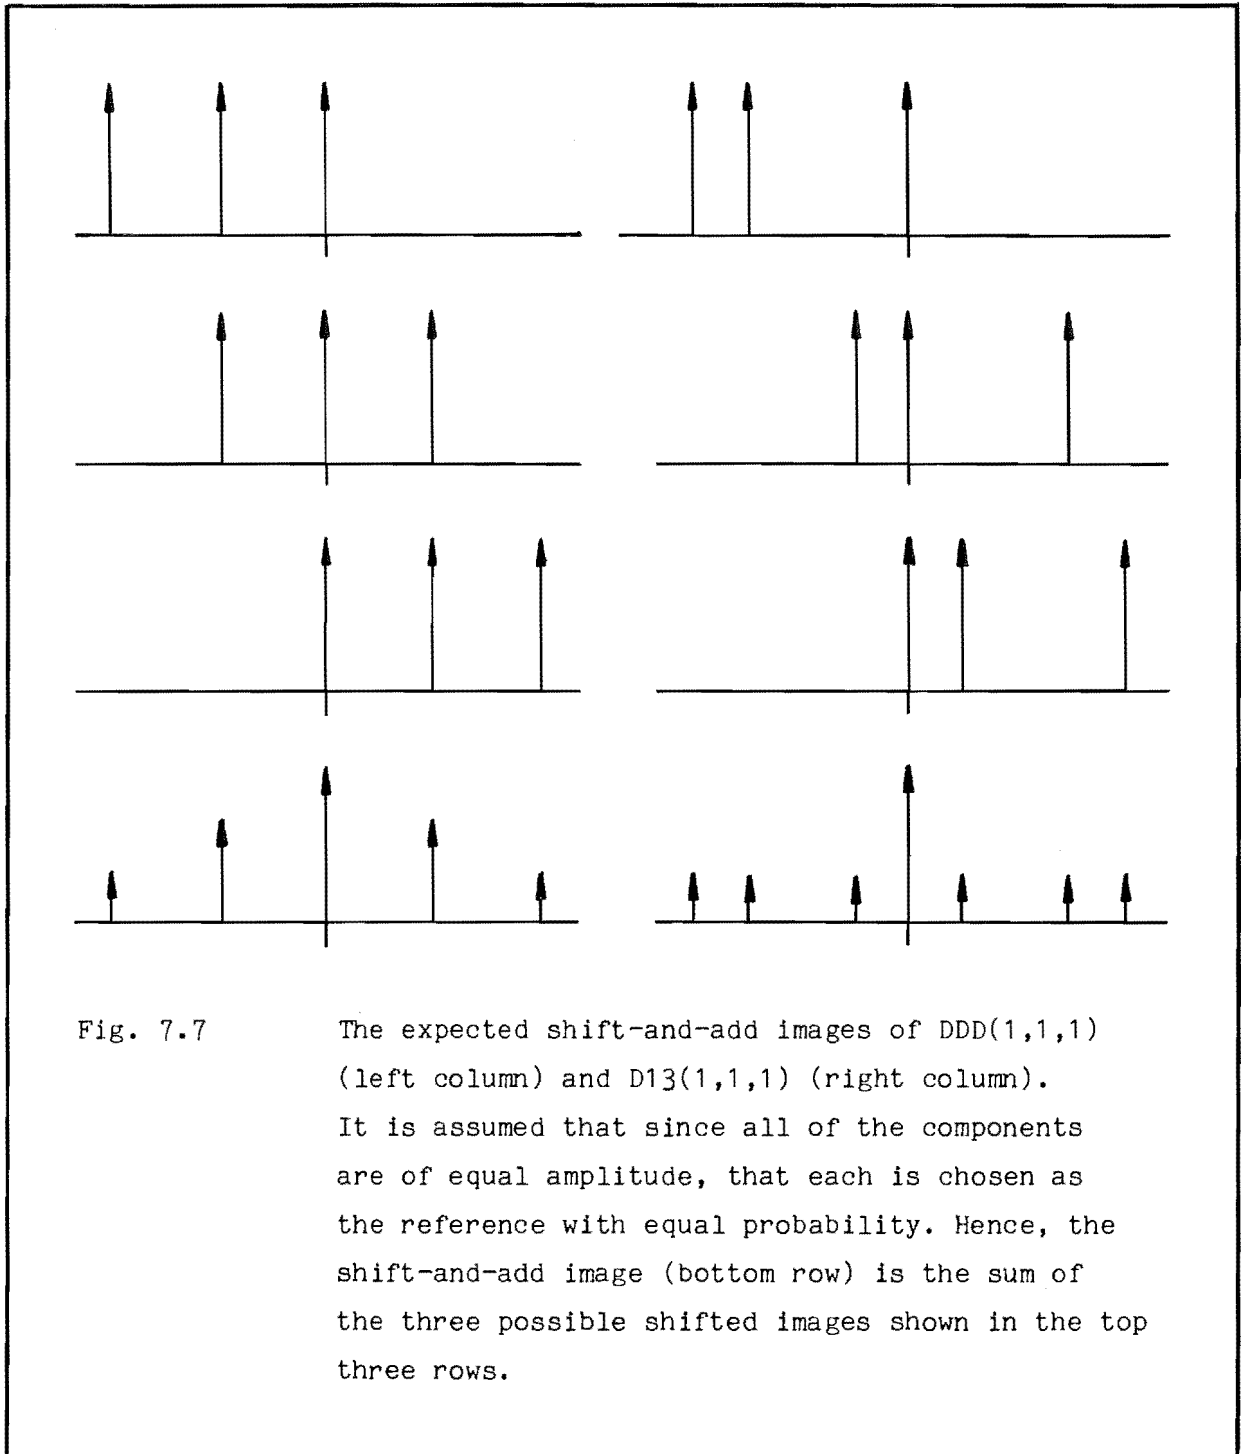 Fig. 7.7 The expected shift-and-add images of DDD(1,1,1)
(left column) and D13(1,1,1) (right column).
It is assumed that since all of the components
are of equal amplitude, that each is chosen as
the reference with equal probability. Hence, the
shift-and-add image (bottom row) is the sum of
the three possible shifted images shown in the top
three rows.